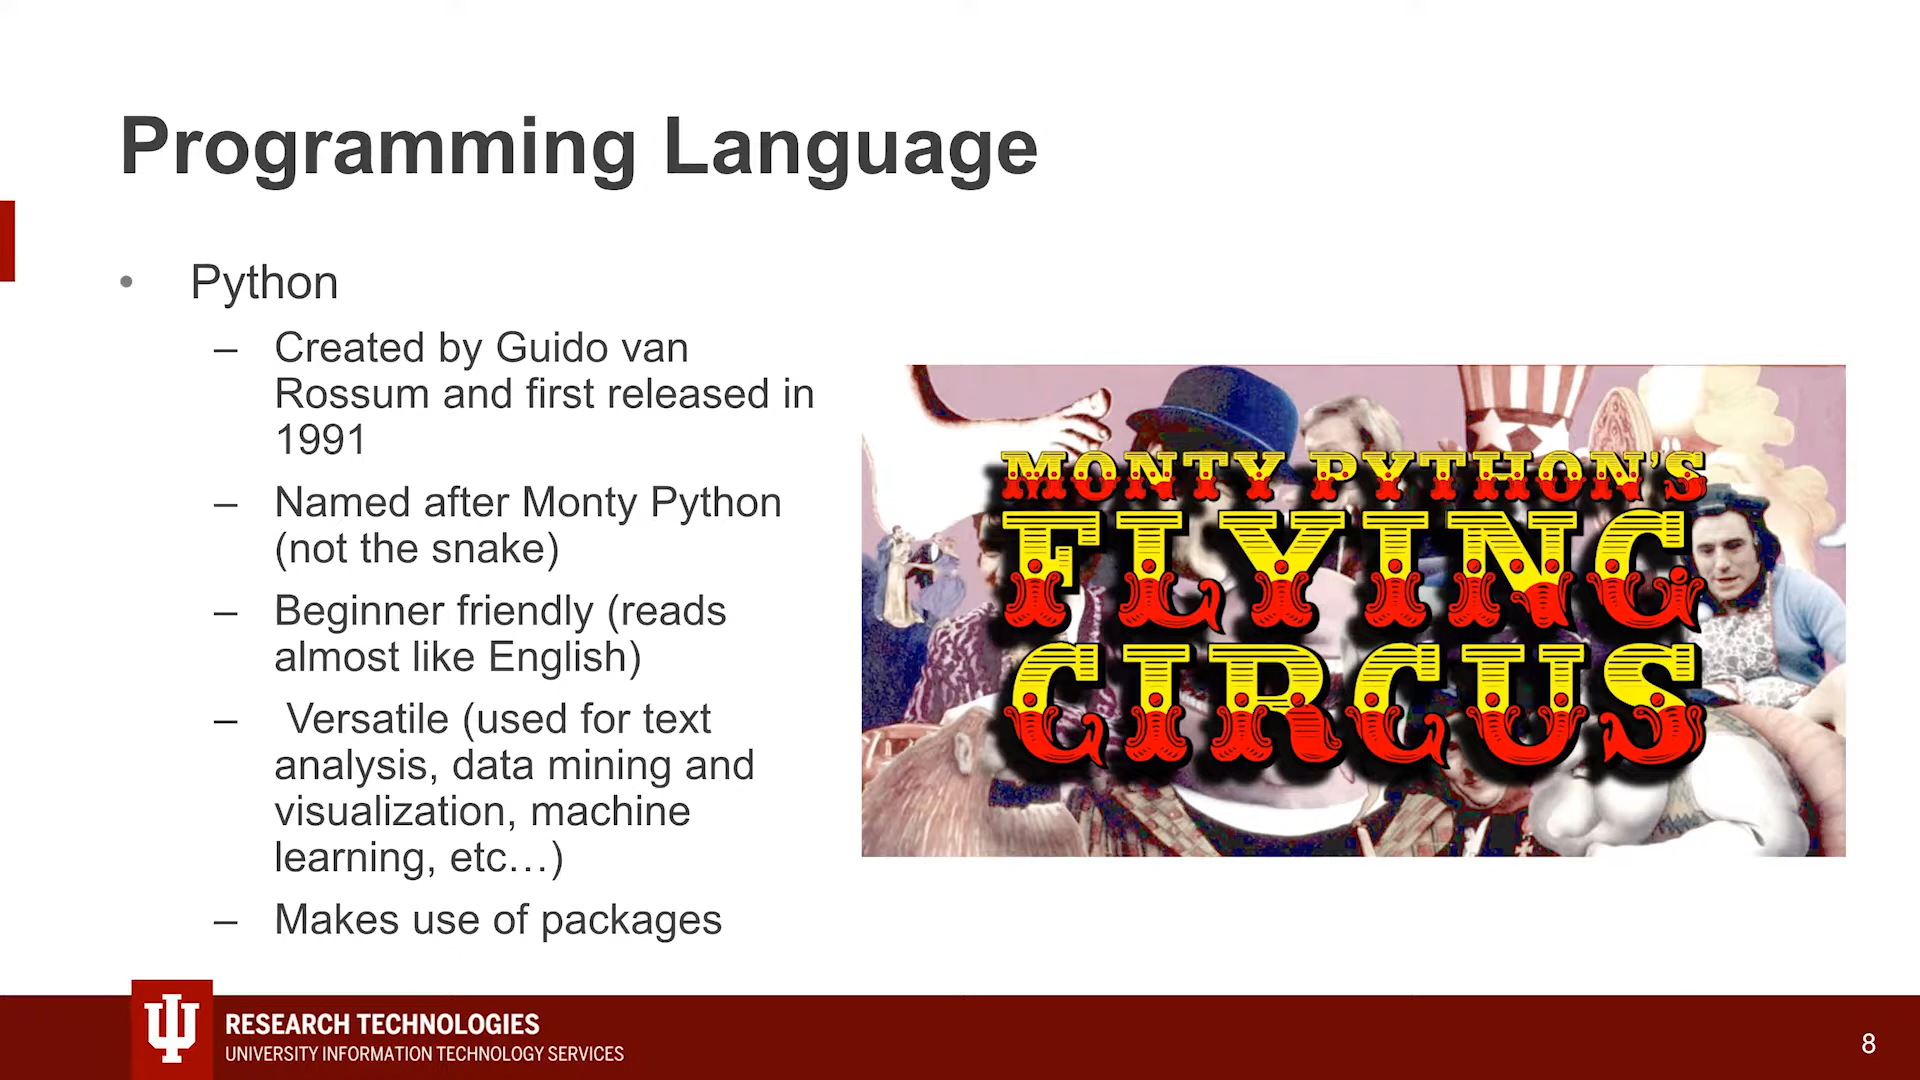 Programming Language
• Python
– Created by Guido van
Rossum and first released in
1991
– Named after Monty Python
(not the snake)
– Beginner friendly (reads
almost like English)
– Versatile (used for text
analysis, data mining and
visualization, machine
learning, etc…)
– Makes use of packages
MONTY PYTHON'S
FLYING
CIRCUS
RESEARCH TECHNOLOGIES
UNIVERSITY INFORMATION TECHNOLOGY SERVICES
8